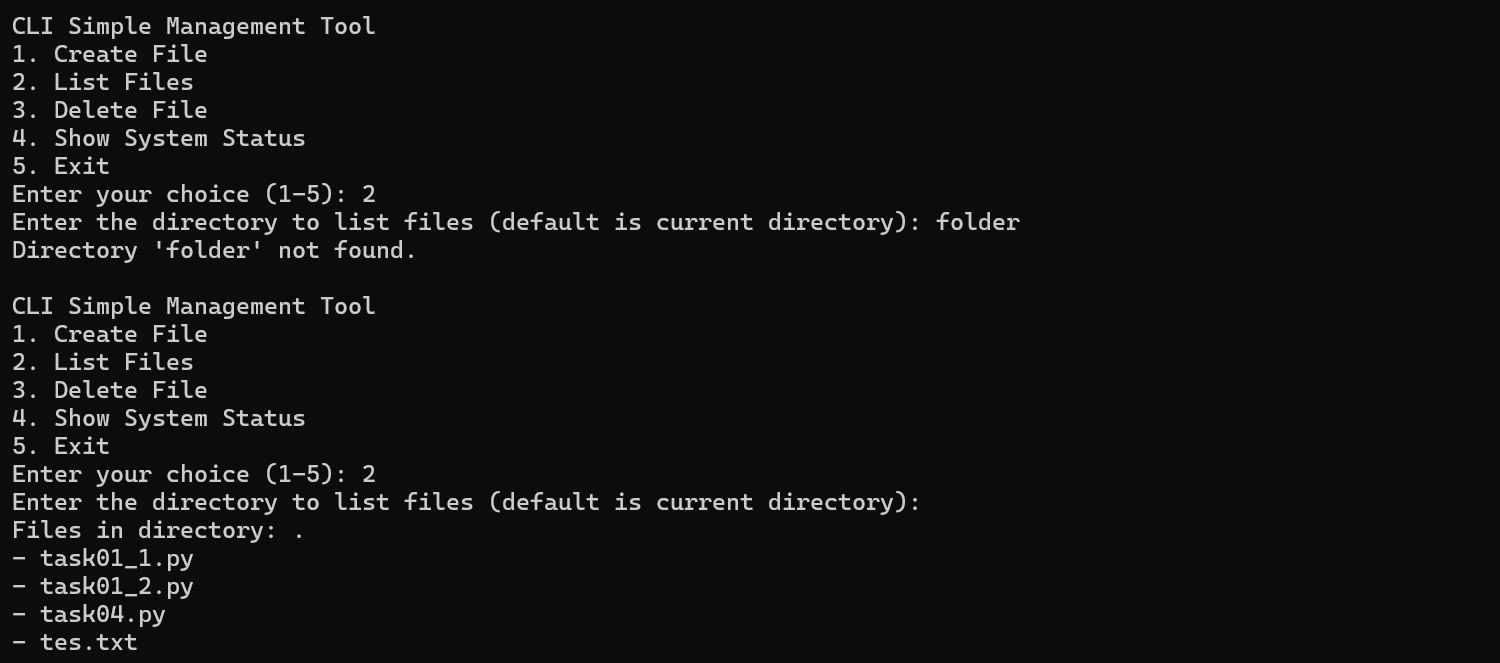 CLI Simple Management Tool
1. Create File
2. List Files
3. Delete File
4. Show System Status
5. Exit
Enter your choice (1-5): 2
Enter the directory to list files (default is current directory): folder
Directory 'folder' not found.

CLI Simple Management Tool
1. Create File
2. List Files
3. Delete File
4. Show System Status
5. Exit
Enter your choice (1-5): 2
Enter the directory to list files (default is current directory):
Files in directory: .
- task01_1.py
- task01_2.py
- task04.py
- tes.txt